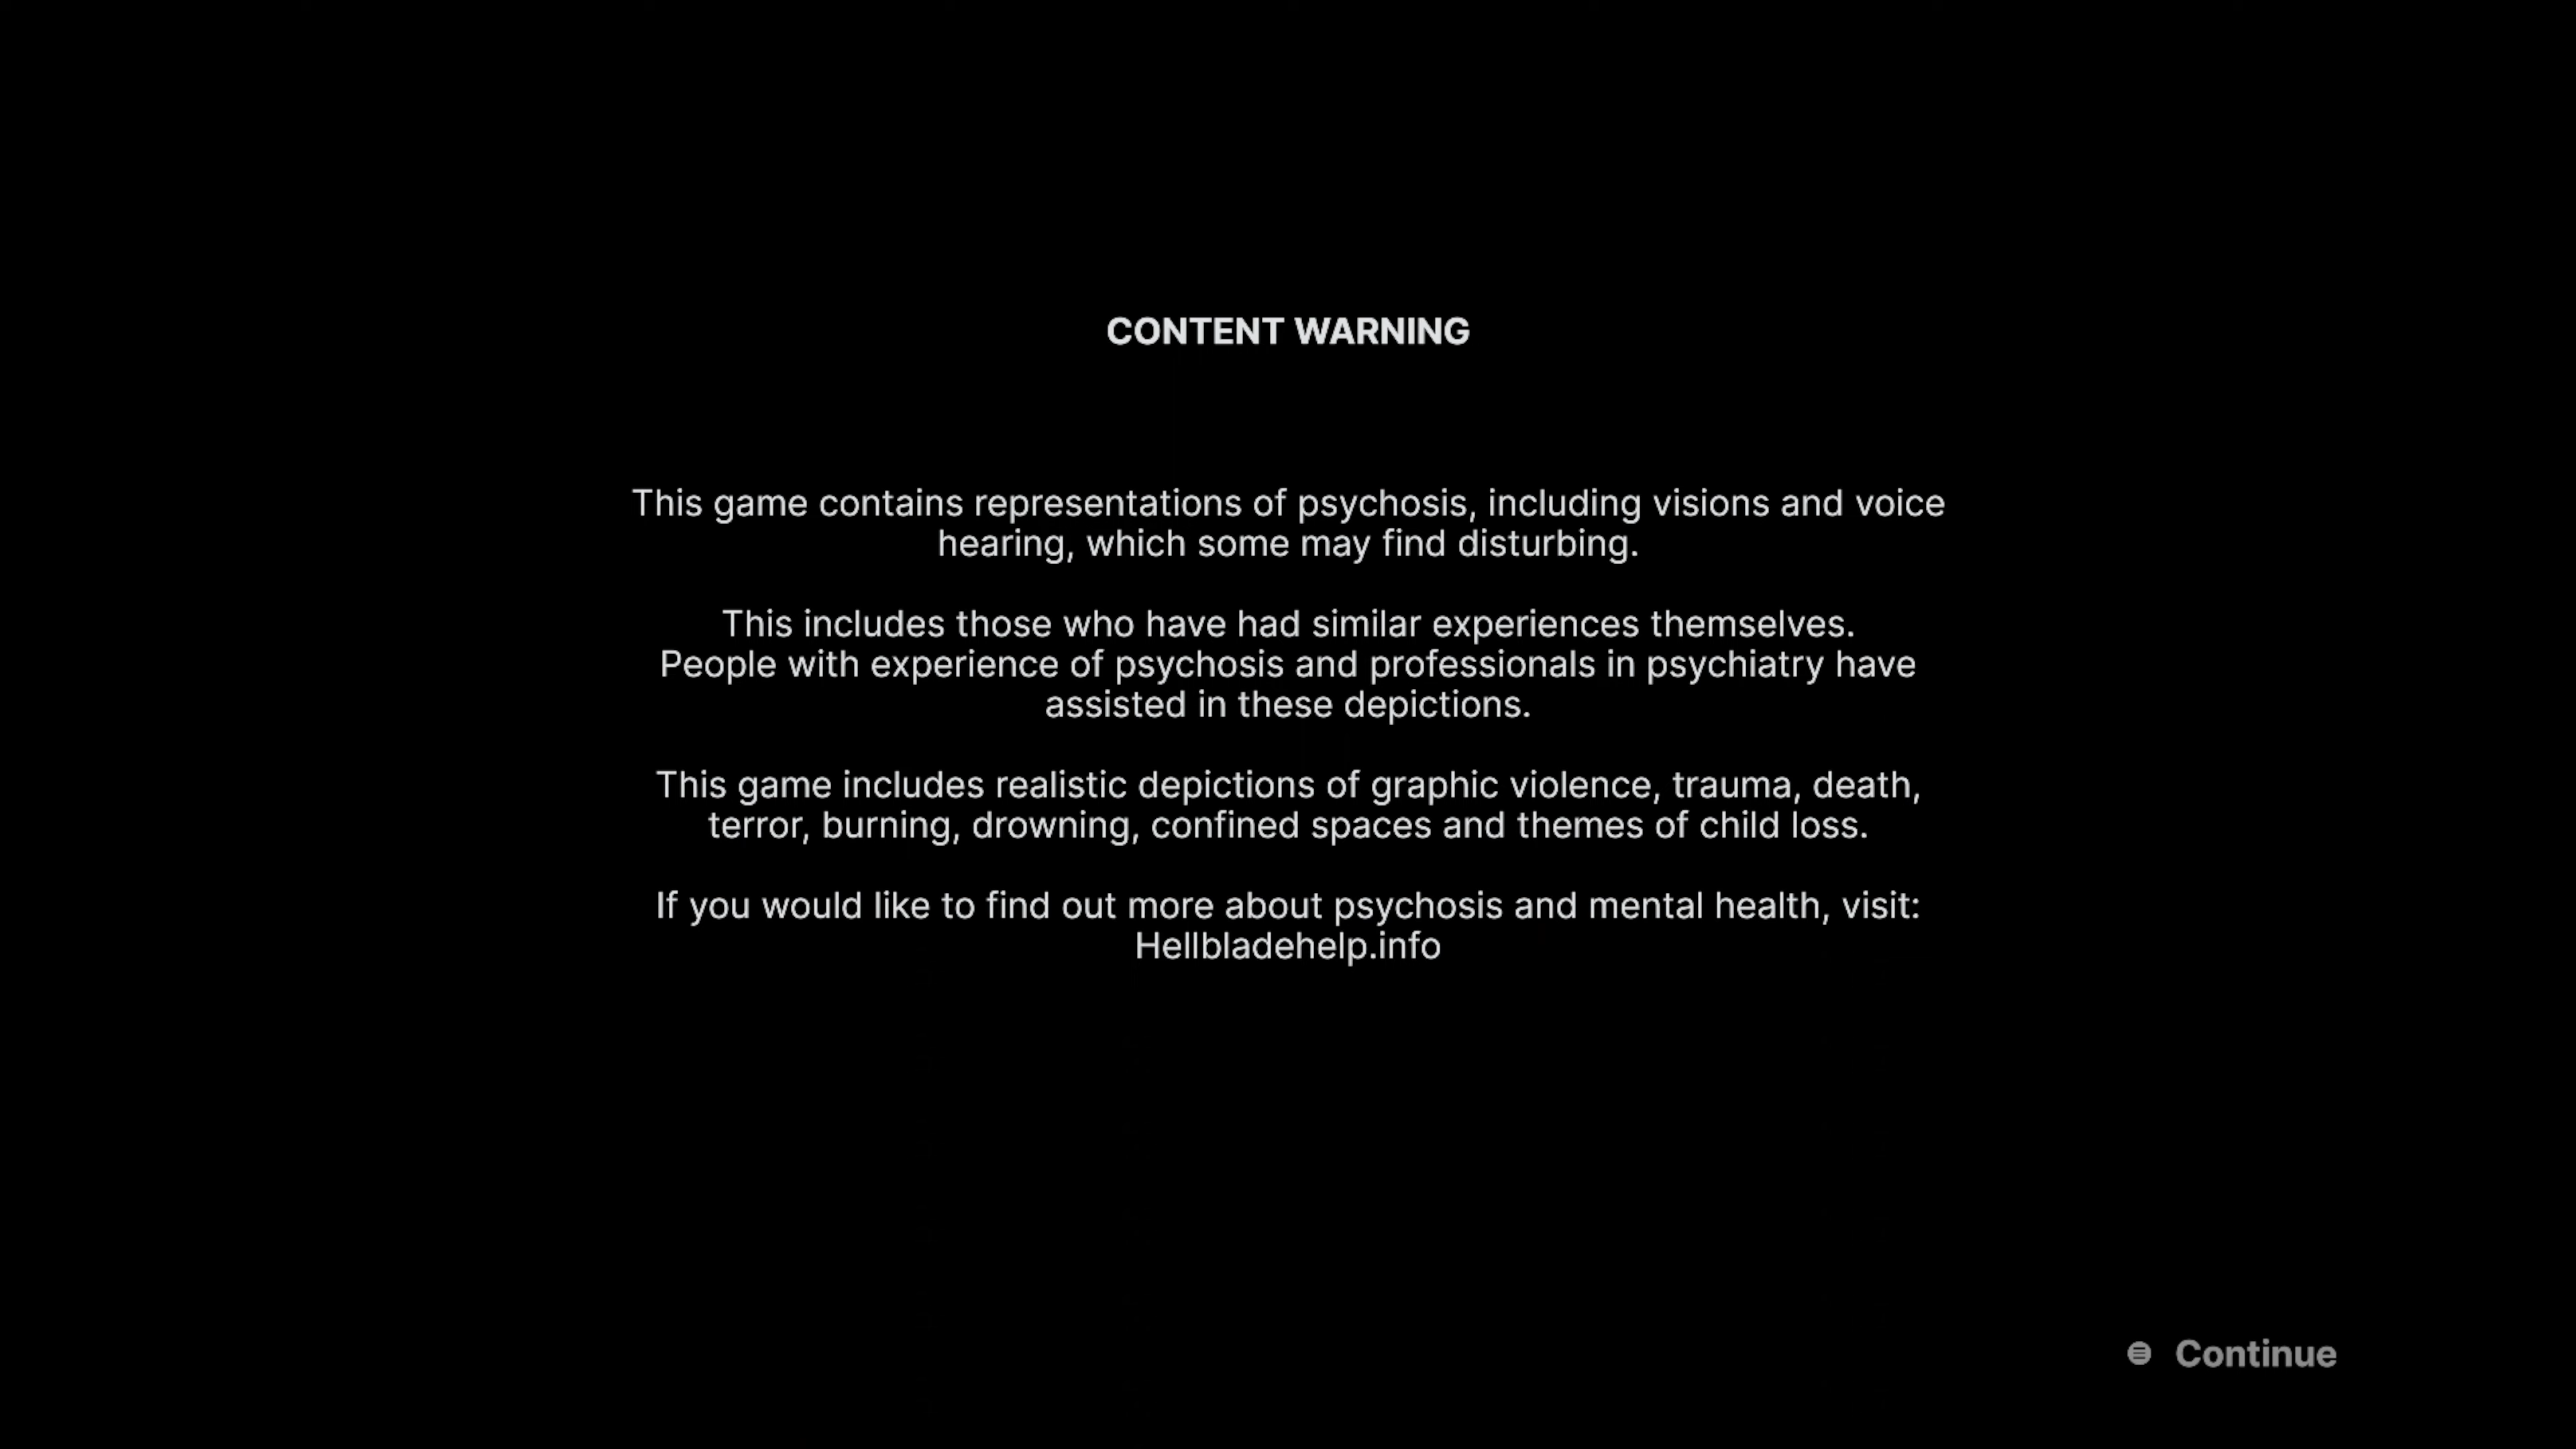 CONTENT WARNING
This game contains representations of psychosis, including visions and voice
hearing, which some may find disturbing.
This includes those who have had similar experiences themselves.
People with experience of psychosis and professionals in psychiatry have
assisted in these depictions.
This game includes realistic depictions of graphic violence, trauma, death,
terror, burning, drowning, confined spaces and themes of child loss.
If you would like to find out more about psychosis and mental health, visit:
Hellbladehelp.info
Continue